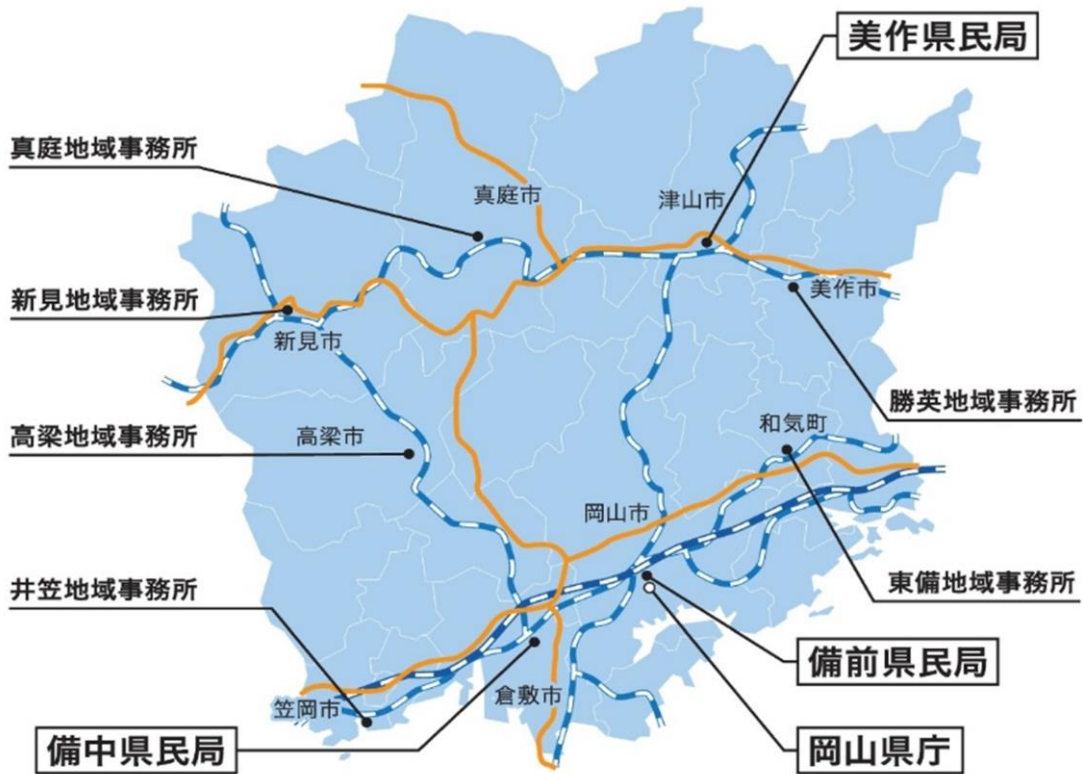 美作県民局
真庭地域事務所
真庭市
津山市
新見地域事務所
美作市
新見市
勝英地域事務所
和気町
高梁地域事務所
高梁市
岡山市
井笠地域事務所
東備地域事務所
備前県民局
倉敷市
笠岡市
備中県民局
岡山県庁